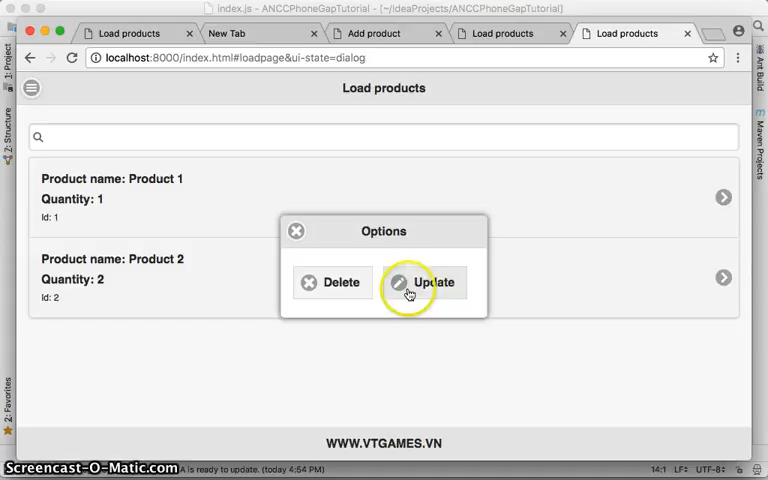 index.js - ANCCPhoneGapTutorial - [~/IdeaProjects/ANCCPhoneGapTutorial]
Load products
New Tab
Add product
Load products
Load products
localhost:8000/index.html#loadpage&ui-state=dialog
Load products
Product name: Product 1
Quantity: 1
Id: 1
Product name: Product 2
Quantity: 2
Id: 2
Options
Delete
Update
WWW.VTGAMES.VN
1: Project
7: Structure
2: Favorites
Ant Build
Maven Projects
Screencast-O-Matic.com
A is ready to update. (today 4:54 PM)
14:1
LF
UTF-8